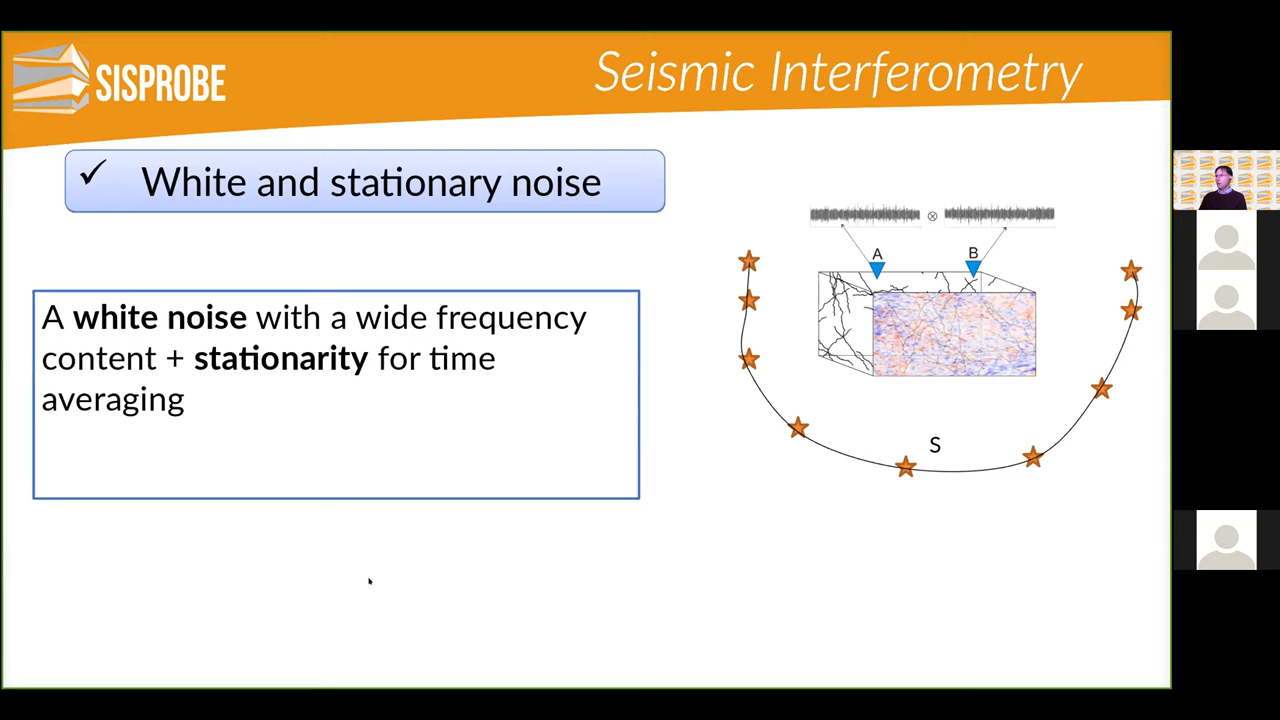 SISPROBE
Seismic Interferometry
✓ White and stationary noise
A white noise with a wide frequency
content + stationarity for time
averaging
⊗
A
B
S